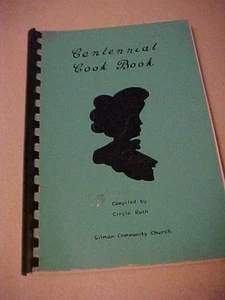 Centennial
Cook Book
Compiled by
Circle Ruth
Gilman Community Church